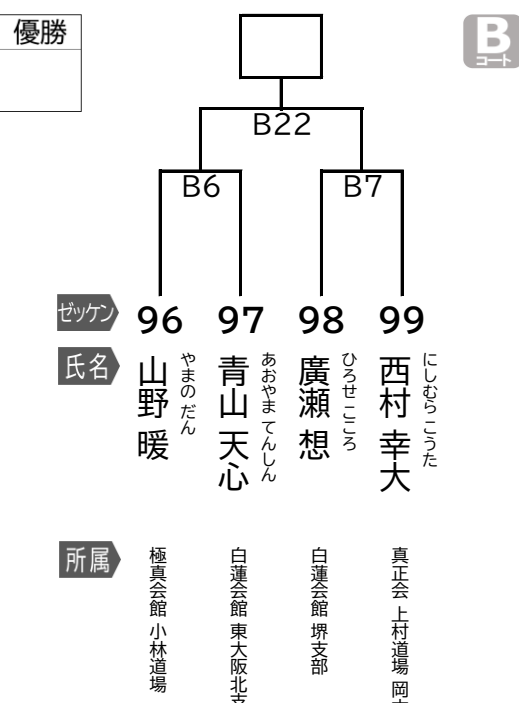 優勝
B
コート
B22
B6 B7
ゼッケン 96 97 98 99
氏名
山野 暖
やまの だん
青山 天心
あおやま てんしん
廣瀬 想
ひろせ こころ
西村 幸大
にしむら こうた
所属
極真会館 小林道場
白蓮会館 東大阪北
白蓮会館 堺支部
真正会 上村道場 岡